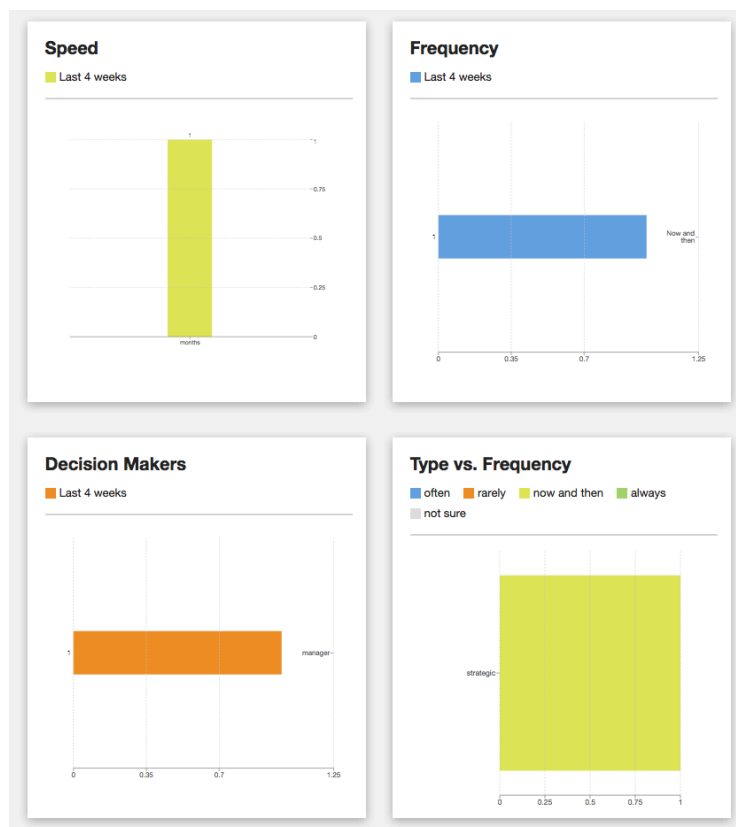 Speed
Last 4 weeks
1
1
0.75
0.5
0.25
0
months
Frequency
Last 4 weeks
1
Now and
then
0
0.35
0.7
1.25
Decision Makers
Last 4 weeks
1
manager
0
0.35
0.7
1.25
Type vs. Frequency
often rarely now and then always
not sure
strategic
0
0.25
0.5
0.75
1